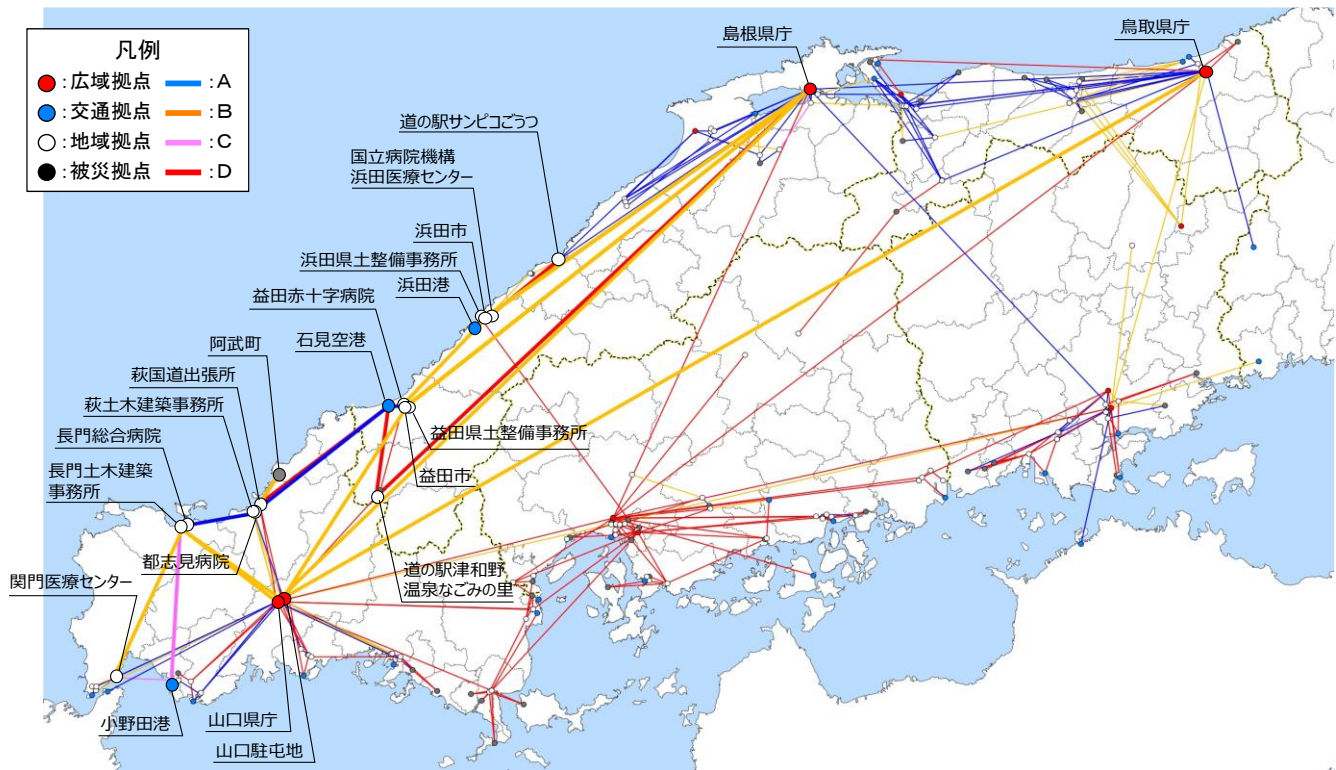 凡例
:広域拠点 :A
:交通拠点 :B
:地域拠点 :C
:被災拠点 :D
島根県庁
鳥取県庁
道の駅サンピコごうつ
国立病院機構
浜田医療センター
浜田市
浜田県土整備事務所
浜田港
益田赤十字病院
石見空港
阿武町
萩国道出張所
萩土木建築事務所
長門総合病院
長門土木建築
事務所
益田県土整備事務所
益田市
都志見病院
関門医療センター
道の駅津和野
温泉なごみの里
小野田港
山口県庁
山口駐屯地